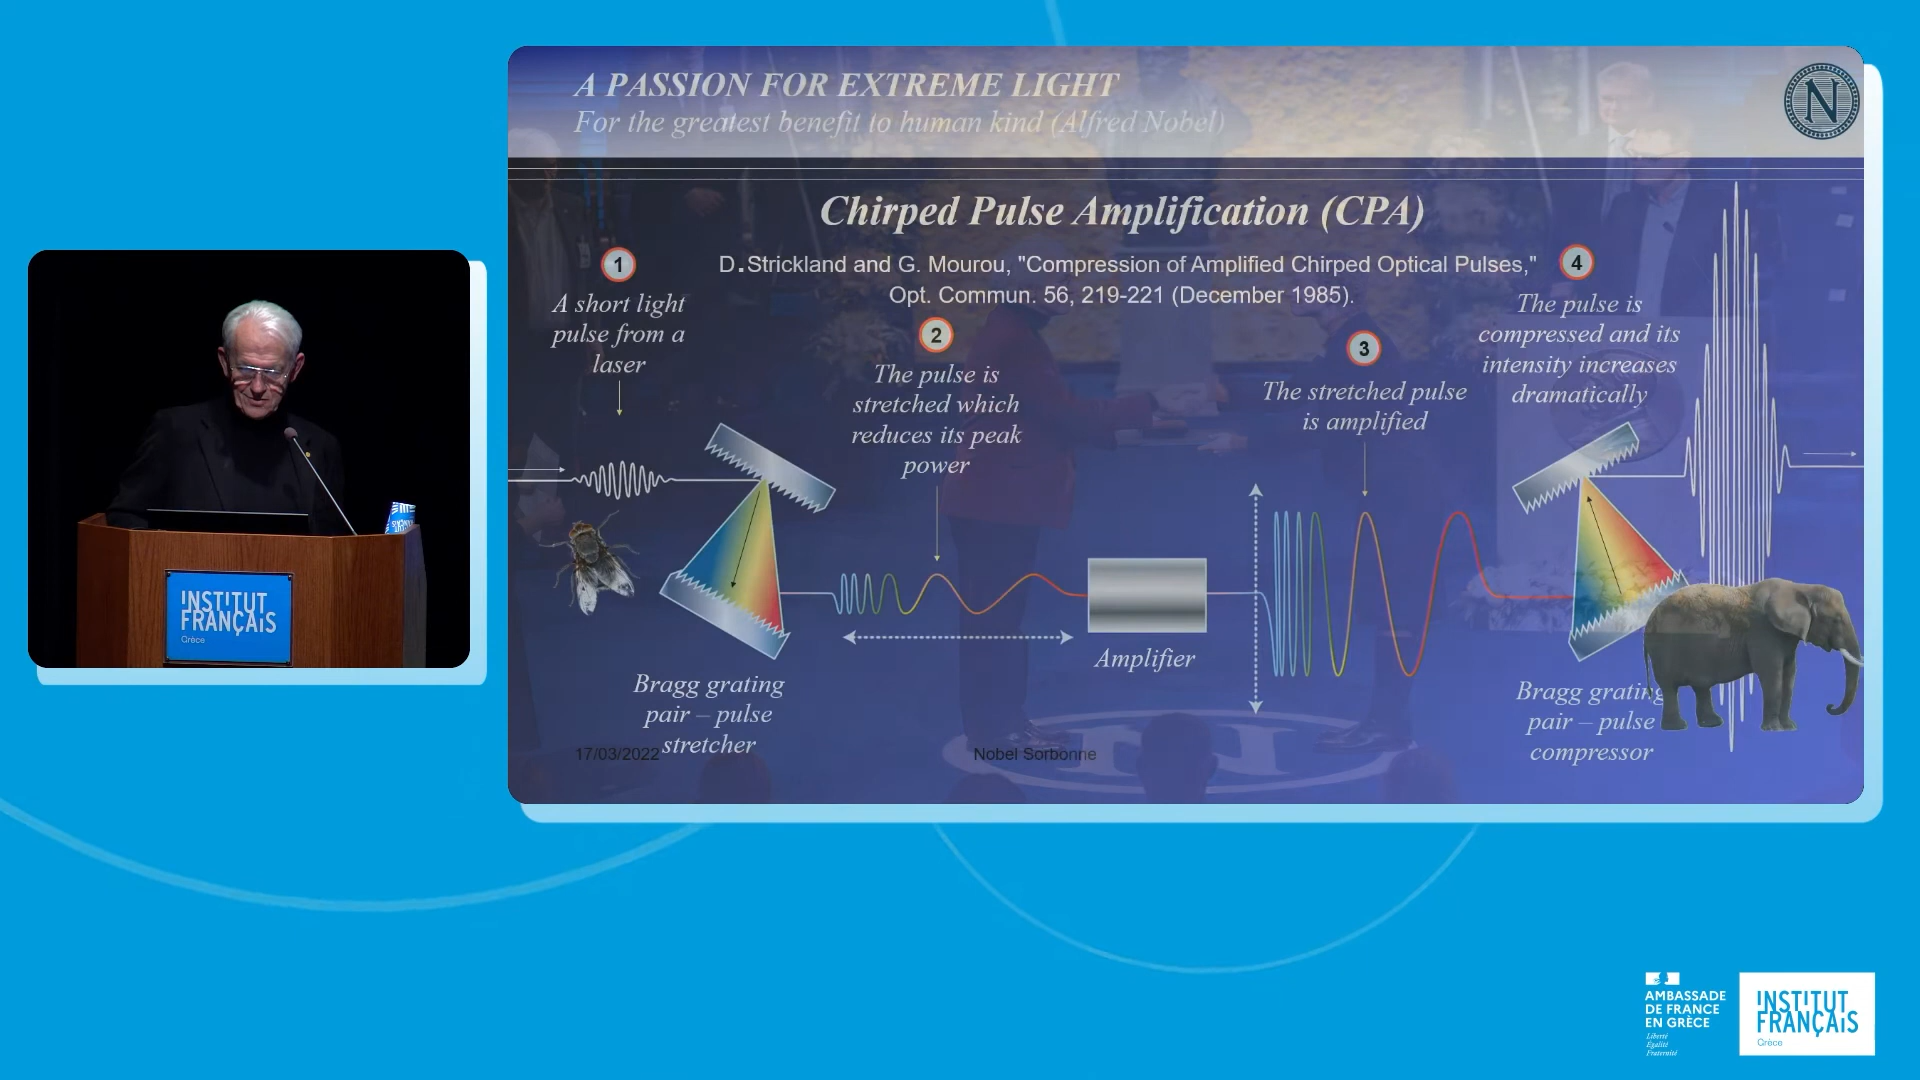 A PASSION FOR EXTREME LIGHT
For the greatest benefit to human kind (Alfred Nobel)
N
Chirped Pulse Amplification (CPA)
D.Strickland and G. Mourou, "Compression of Amplified Chirped Optical Pulses,"
Opt. Commun. 56, 219-221 (December 1985).
1
A short light
pulse from a
laser
2
The pulse is
stretched which
reduces its peak
power
3
The stretched pulse
is amplified
4
The pulse is
compressed and its
intensity increases
dramatically
Amplifier
Bragg grating
pair – pulse
stretcher
Bragg grating
pair – pulse
compressor
17/03/2022
Nobel Sorbonne
INSTITUT
FRANÇAIS
Grèce
AMBASSADE
DE FRANCE
EN GRÈCE
Liberté
Égalité
Fraternité
INSTITUT
FRANÇAIS
Grèce